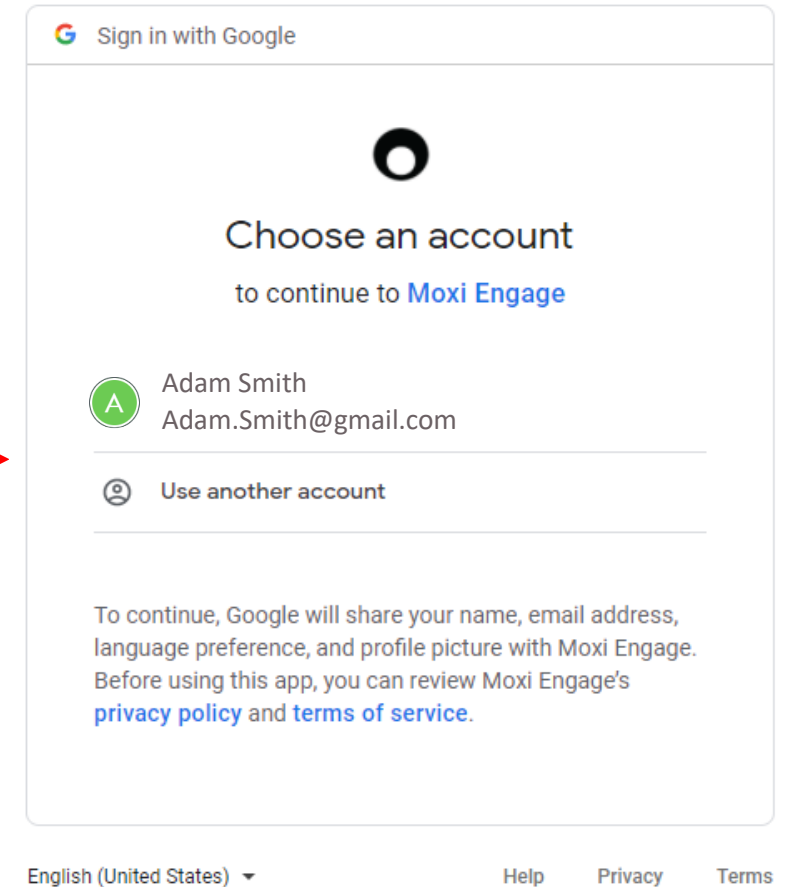 G Sign in with Google
Choose an account
to continue to Moxi Engage
A
Adam Smith
Adam.Smith@gmail.com
Use another account
To continue, Google will share your name, email address,
language preference, and profile picture with Moxi Engage.
Before using this app, you can review Moxi Engage's
privacy policy and terms of service.
English (United States) Help Privacy Terms